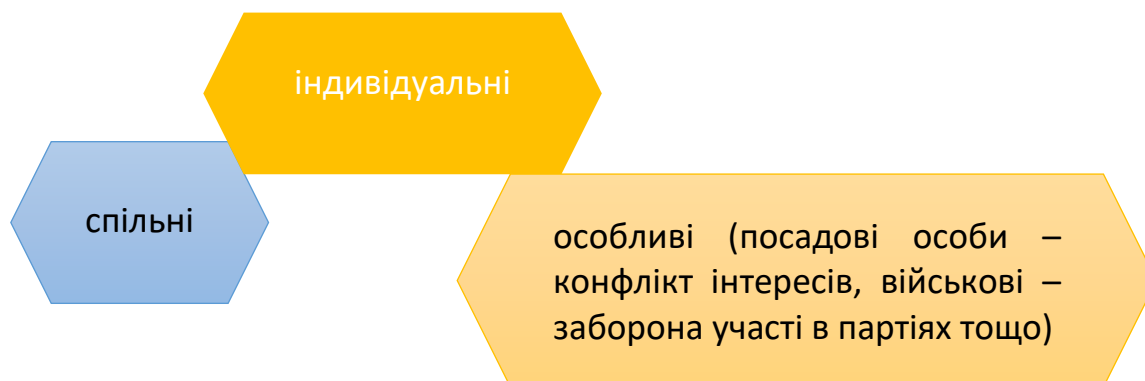 індивідуальні
спільні
особливі (посадові особи –
конфлікт інтересів, військові –
заборона участі в партіях тощо)